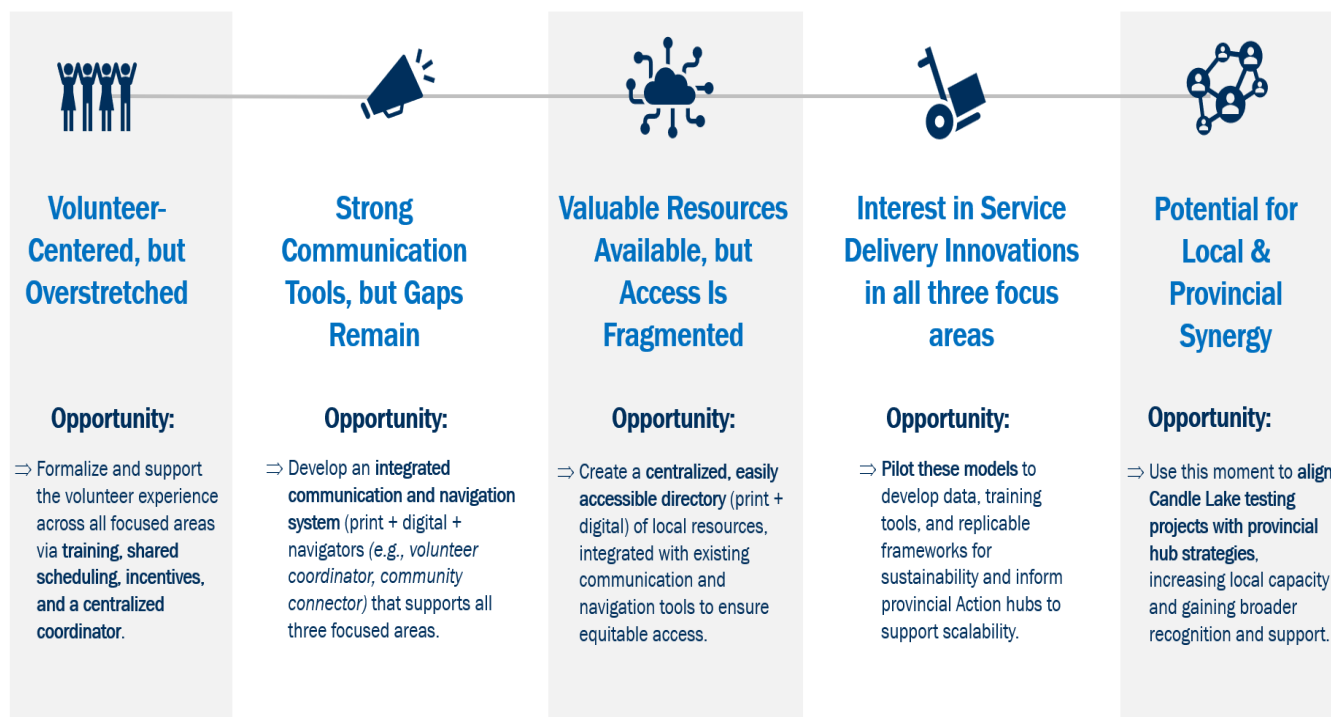 Volunteer-
Centered, but
Overstretched
Opportunity:
⇒ Formalize and support
the volunteer experience
across all focused areas
via training, shared
scheduling, incentives,
and a centralized
coordinator.
Strong
Communication
Tools, but Gaps
Remain
Opportunity:
⇒ Develop an integrated
communication and navigation
system (print + digital +
navigators (e.g., volunteer
coordinator, community
connector) that supports all
three focused areas.
Valuable Resources
Available, but
Access Is
Fragmented
Opportunity:
⇒ Create a centralized, easily
accessible directory (print +
digital) of local resources,
integrated with existing
communication and
navigation tools to ensure
equitable access.
Interest in Service
Delivery Innovations
in all three focus
areas
Opportunity:
⇒ Pilot these models to
develop data, training
tools, and replicable
frameworks for
sustainability and inform
provincial Action hubs to
support scalability.
Potential for
Local &
Provincial
Synergy
Opportunity:
⇒ Use this moment to align
Candle Lake testing
projects with provincial
hub strategies,
increasing local capacity
and gaining broader
recognition and support.